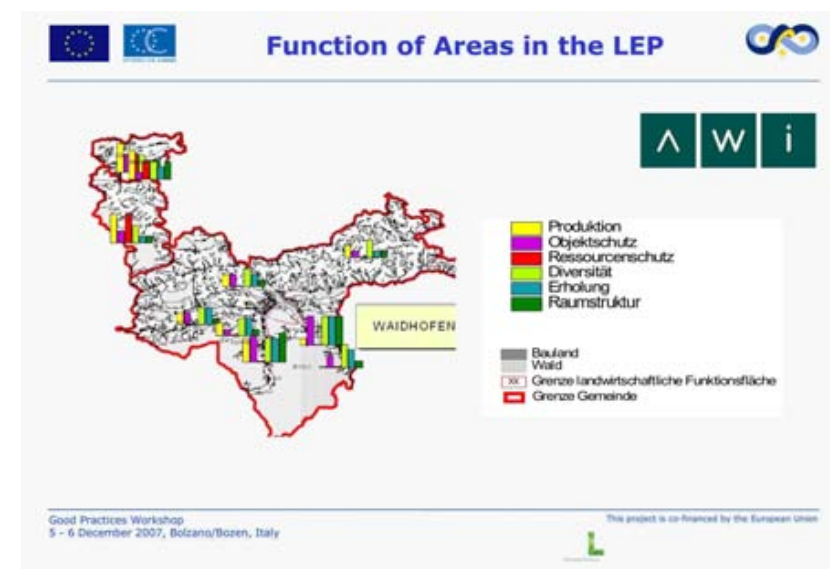 Function of Areas in the LEP
AWi
Produktion
Objektschutz
Ressourcenschutz
Diversität
Erholung
Raumstruktur
WAIDHOFEN
Bauland
Wald
XX Grenze landwirtschaftliche Funktionsfläche
Grenze Gemeinde
Good Practices Workshop
5 - 6 December 2007, Bolzano/Bozen, Italy
This project is co-financed by the European Union
L